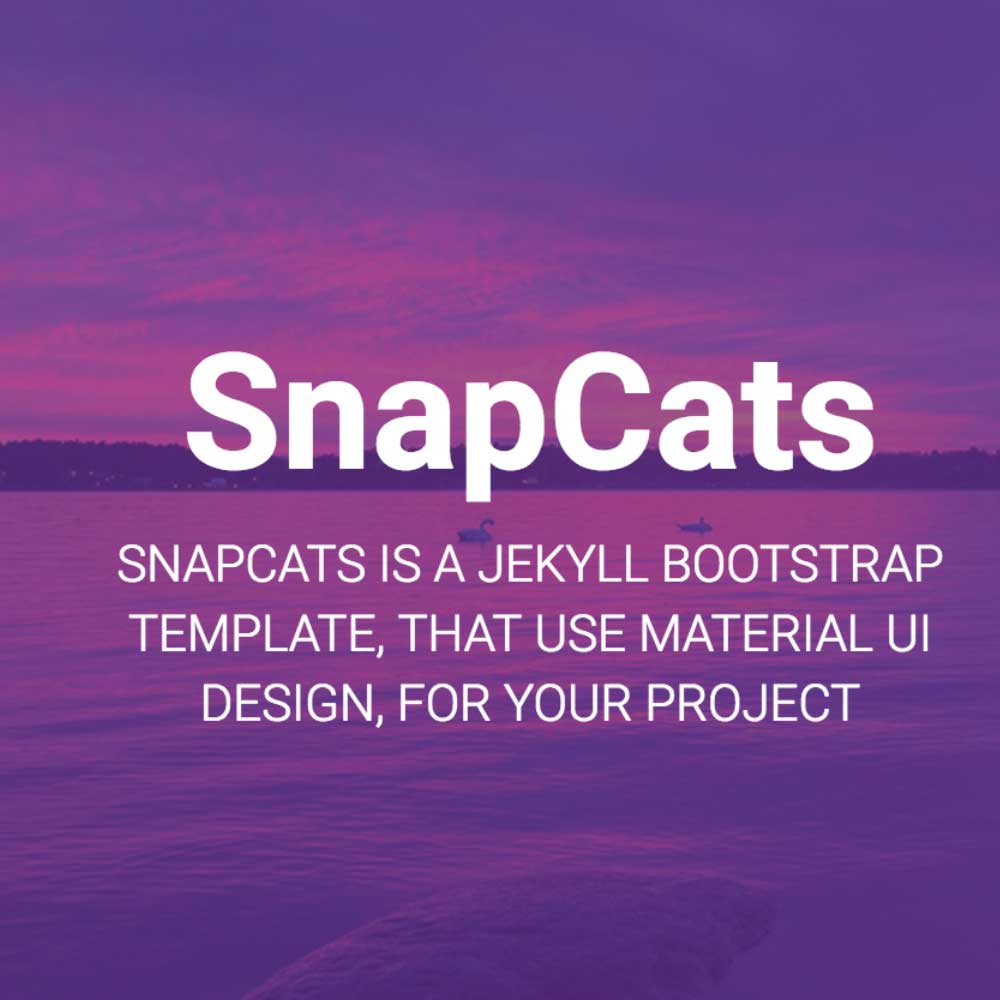 SnapCats
SNAPCATS IS A JEKYLL BOOTSTRAP
TEMPLATE, THAT USE MATERIAL UI
DESIGN, FOR YOUR PROJECT